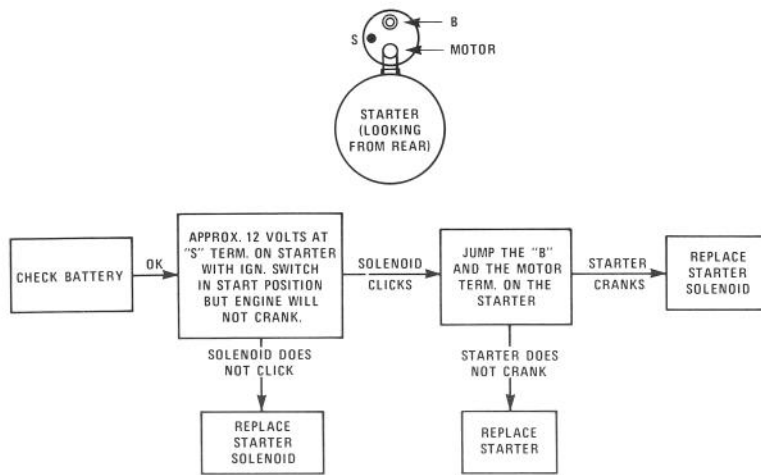 B
S
MOTOR
STARTER
(LOOKING
FROM REAR)
CHECK BATTERY
OK
APPROX. 12 VOLTS AT
"S" TERM. ON STARTER
WITH IGN. SWITCH
IN START POSITION
BUT ENGINE WILL
NOT CRANK.
SOLENOID
CLICKS
JUMP THE "B"
AND THE MOTOR
TERM. ON THE
STARTER
STARTER
CRANKS
REPLACE
STARTER
SOLENOID
SOLENOID DOES
NOT CLICK
REPLACE
STARTER
SOLENOID
STARTER DOES
NOT CRANK
REPLACE
STARTER